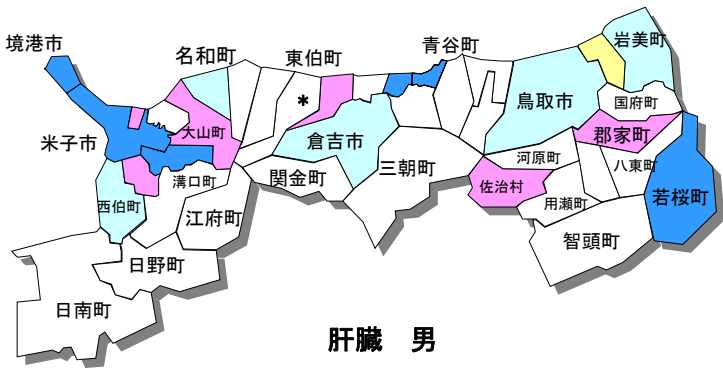 境港市
名和町
東伯町
青谷町
岩美町
米子市
大山町
*
鳥取市
国府町
倉吉市
郡家町
溝口町
関金町
三朝町
河原町
八東町
西伯町
江府町
佐治村
用瀬町
若桜町
日野町
智頭町
日南町
肝臓 男